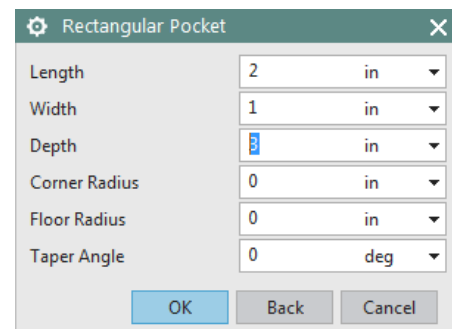 Rectangular Pocket
Length 2 in
Width 1 in
Depth 3 in
Corner Radius 0 in
Floor Radius 0 in
Taper Angle 0 deg
OK Back Cancel